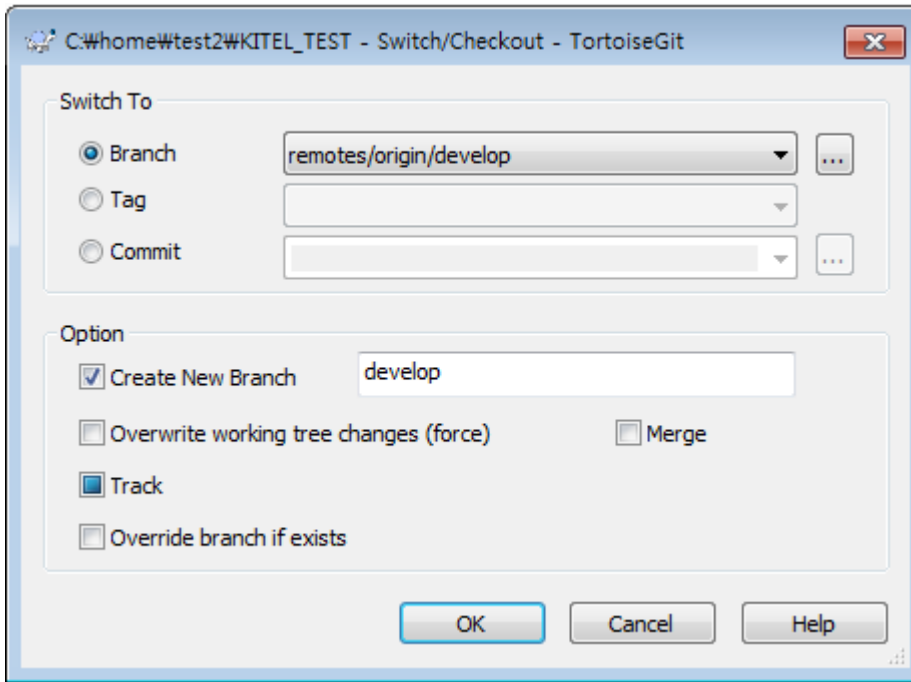 C:₩home₩test2₩KITEL_TEST - Switch/Checkout - TortoiseGit
Switch To
Branch remotes/origin/develop ...
Tag
Commit ...
Option
Create New Branch develop
Overwrite working tree changes (force) Merge
Track
Override branch if exists
OK Cancel Help